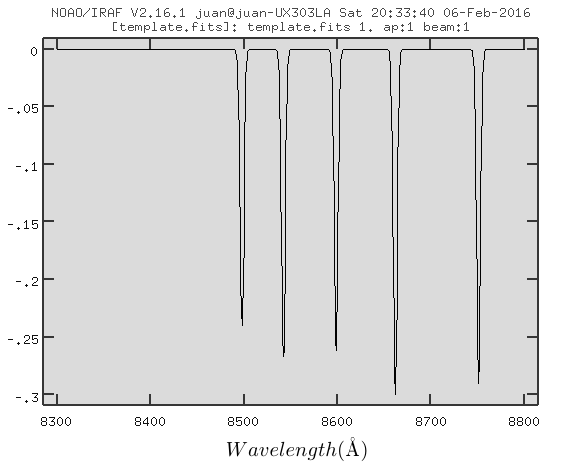 NOAO/IRAF V2.16.1 juan@juan-UX303LA Sat 20:33:40 06-Feb-2016
[template.fits]: template.fits 1. ap:1 beam:1
0
-.05
-.1
-.15
-.2
-.25
-.3
8300 8400 8500 8600 8700 8800
Wavelength(Å)